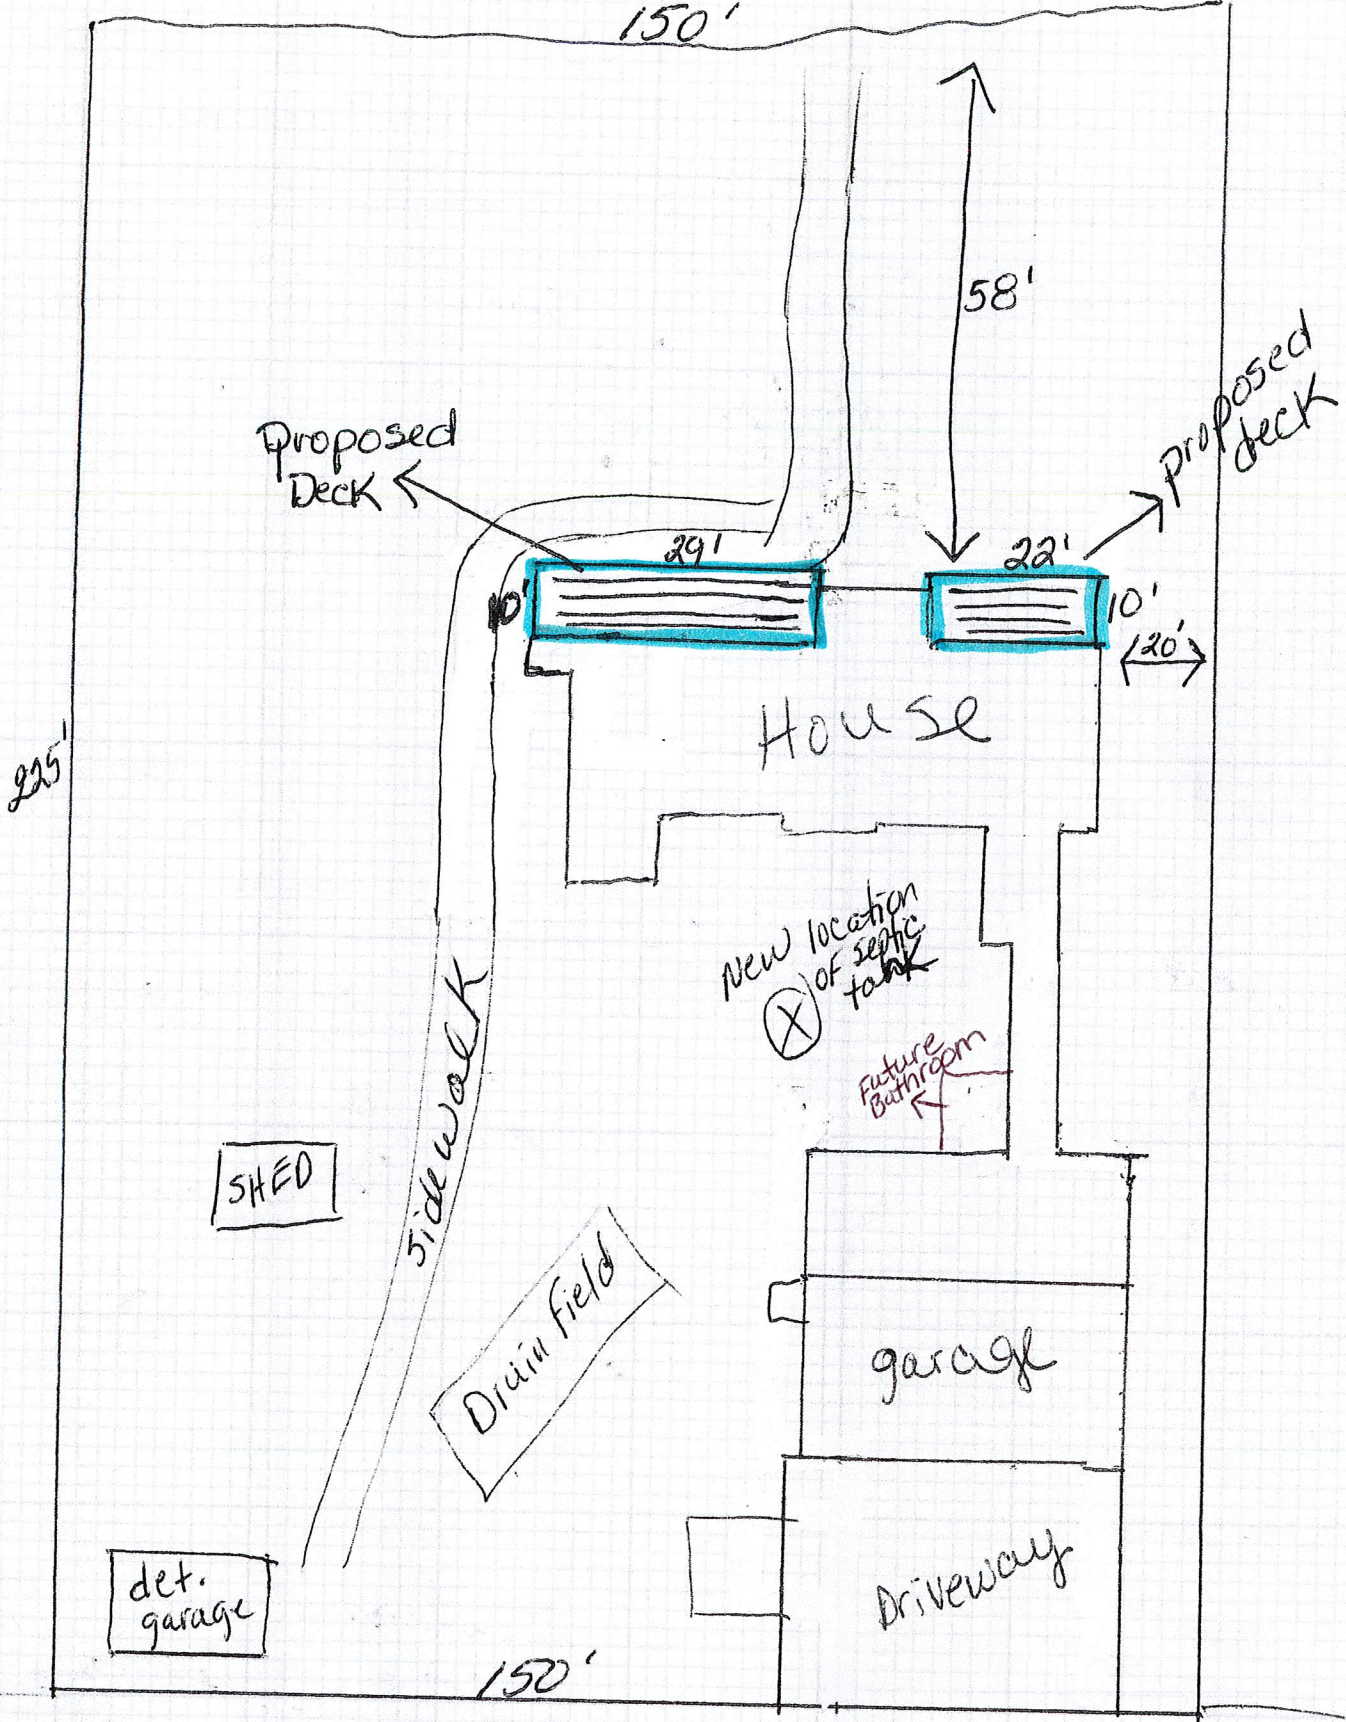 150'
58'
proposed
deck
Proposed
Deck
29'
22'
10'
10'
20'
House
225'
New location
of septic
tank
X
Future
Bathroom
Sidewalk
SHED
Drain Field
garage
det.
garage
Driveway
150'